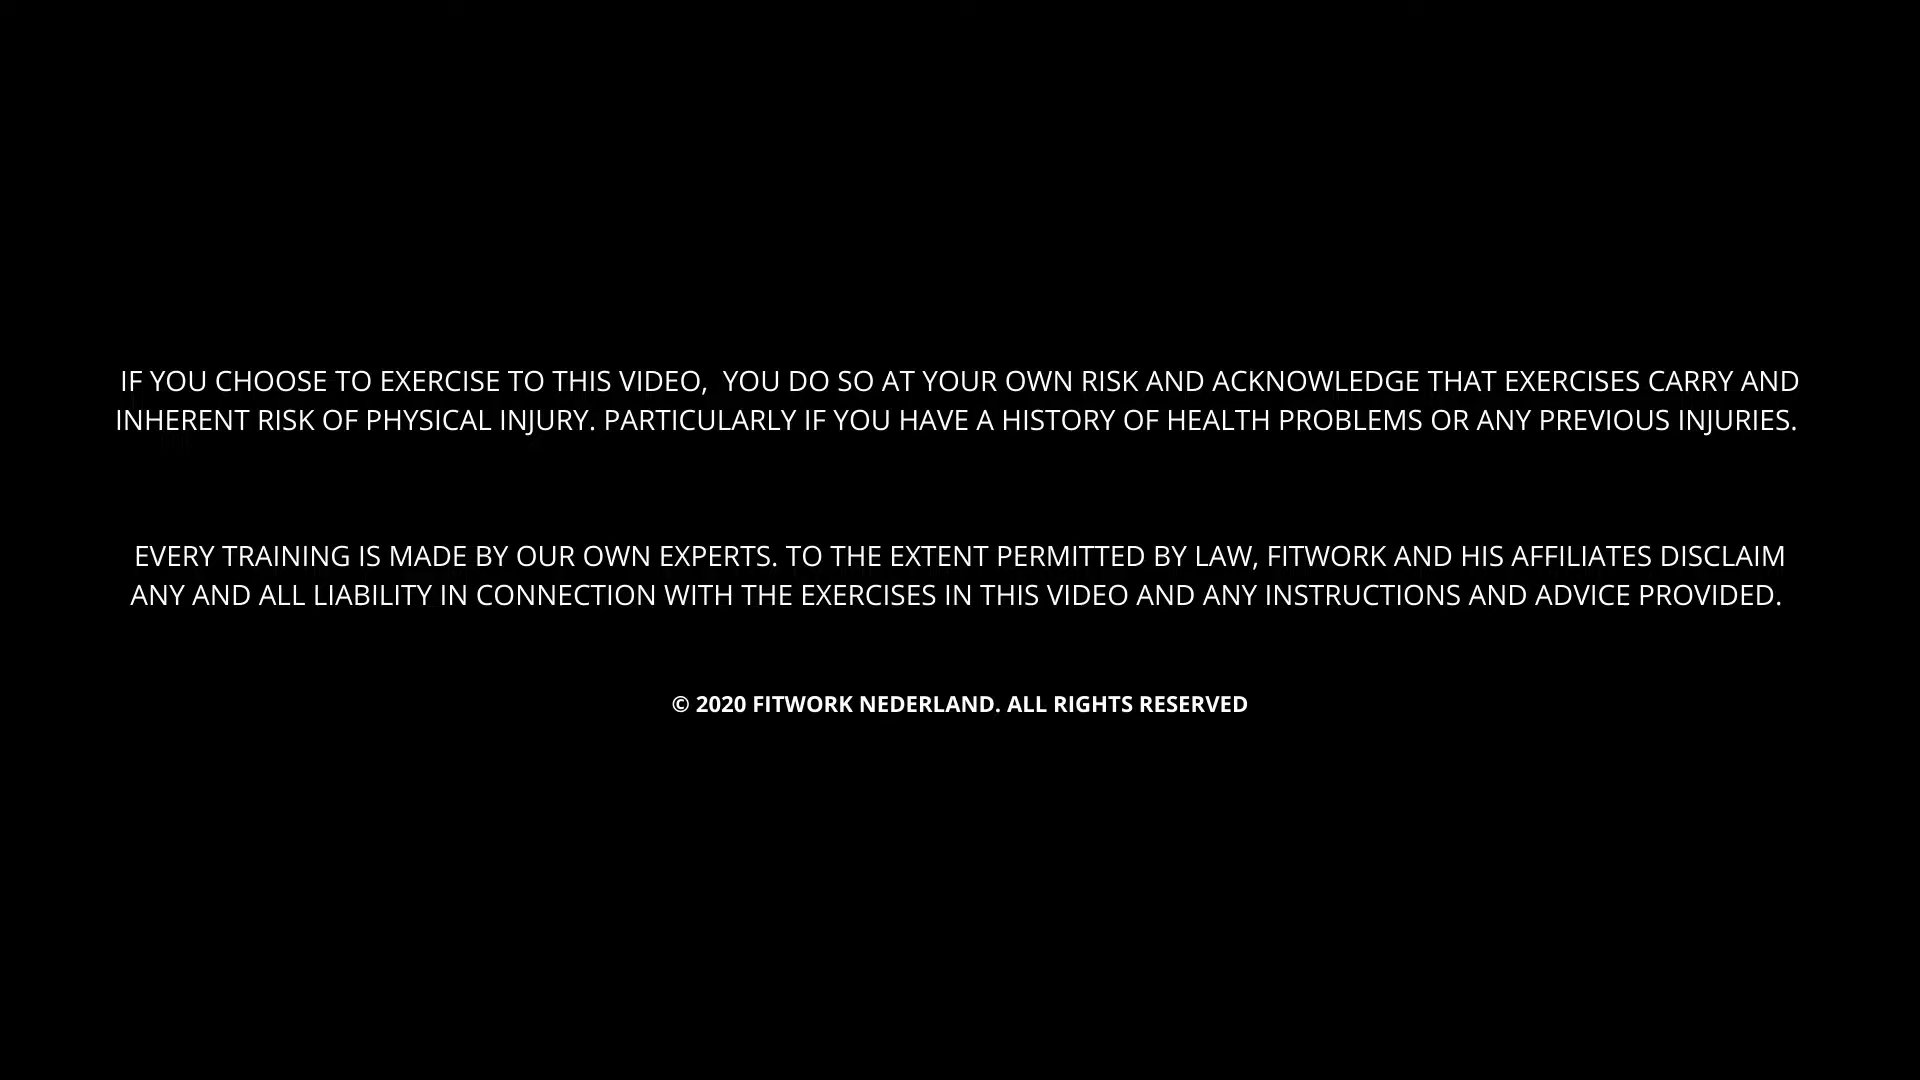 IF YOU CHOOSE TO EXERCISE TO THIS VIDEO,  YOU DO SO AT YOUR OWN RISK AND ACKNOWLEDGE THAT EXERCISES CARRY AND
INHERENT RISK OF PHYSICAL INJURY. PARTICULARLY IF YOU HAVE A HISTORY OF HEALTH PROBLEMS OR ANY PREVIOUS INJURIES.
EVERY TRAINING IS MADE BY OUR OWN EXPERTS. TO THE EXTENT PERMITTED BY LAW, FITWORK AND HIS AFFILIATES DISCLAIM
ANY AND ALL LIABILITY IN CONNECTION WITH THE EXERCISES IN THIS VIDEO AND ANY INSTRUCTIONS AND ADVICE PROVIDED.
© 2020 FITWORK NEDERLAND. ALL RIGHTS RESERVED